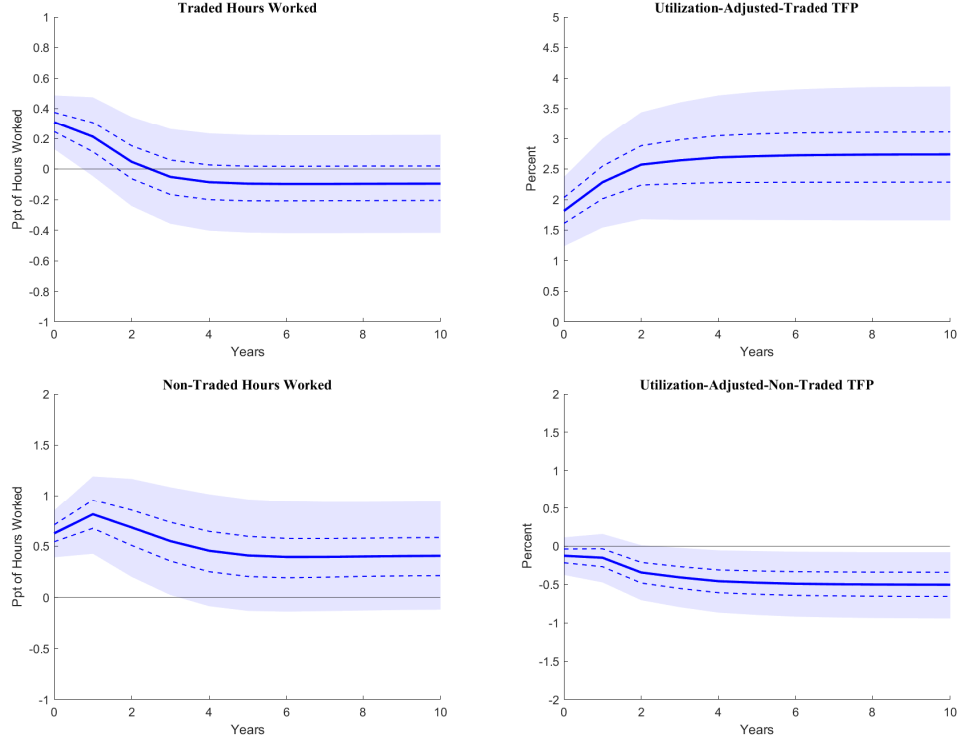 Traded Hours Worked
Ppt of Hours Worked
1
0.8
0.6
0.4
0.2
0
-0.2
-0.4
-0.6
-0.8
-1
0 2 4 6 8 10
Years
Utilization-Adjusted-Traded TFP
Percent
5
4.5
4
3.5
3
2.5
2
1.5
1
0.5
0
0 2 4 6 8 10
Years
Non-Traded Hours Worked
Ppt of Hours Worked
2
1.5
1
0.5
0
-0.5
-1
0 2 4 6 8 10
Years
Utilization-Adjusted-Non-Traded TFP
Percent
2
1.5
1
0.5
0
-0.5
-1
-1.5
-2
0 2 4 6 8 10
Years